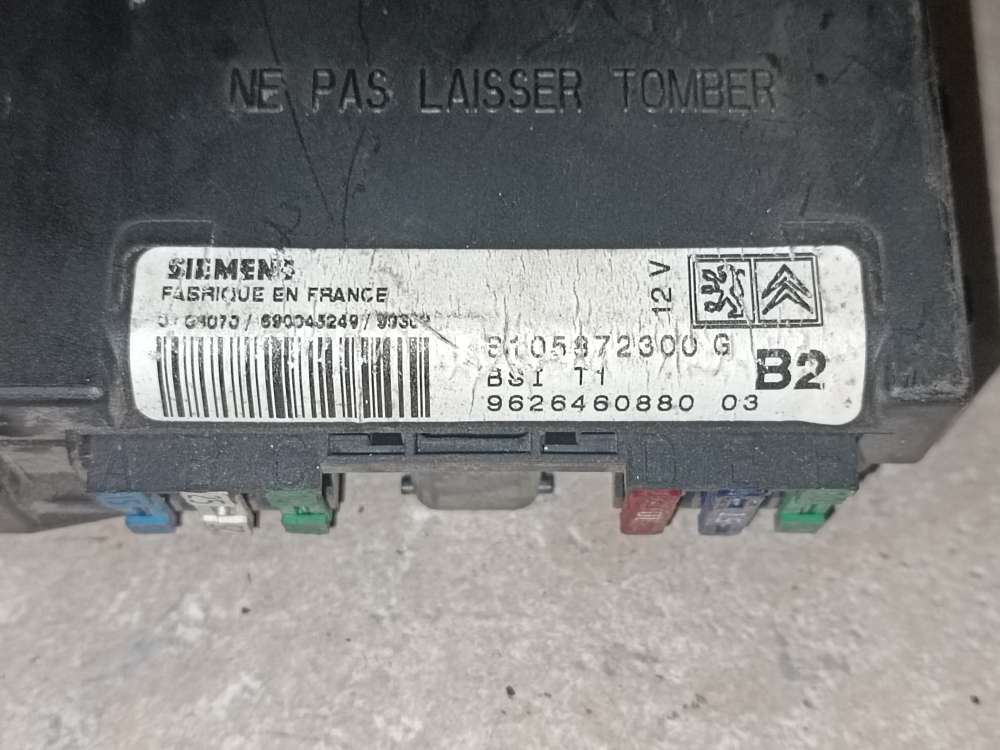 NE PAS LAISSER TOMBER
SIEMENS
FABRIQUE EN FRANCE
12 V
S105872300 G
BSI T1
B2
9626460880 03